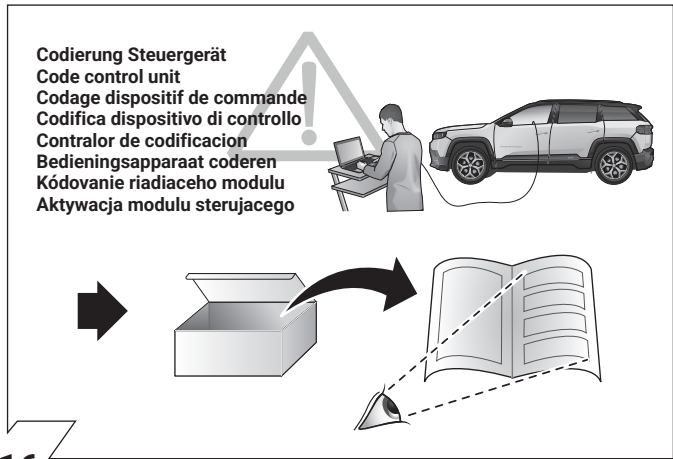 Codierung Steuergerät
Code control unit
Codage dispositif de commande
Codifica dispositivo di controllo
Contralor de codificacion
Bedieningsapparaat coderen
Kódovanie riadiaceho modulu
Aktywacja modulu sterujacego